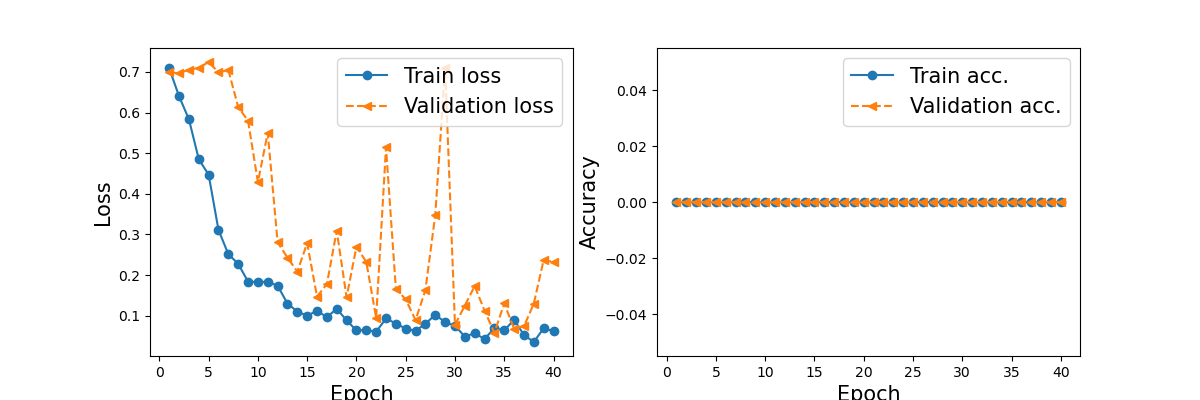 Loss
0.7
0.6
0.5
0.4
0.3
0.2
0.1
Train loss
Validation loss
0 5 10 15 20 25 30 35 40
Epoch
Accuracy
0.04
0.02
0.00
−0.02
−0.04
Train acc.
Validation acc.
0 5 10 15 20 25 30 35 40
Epoch